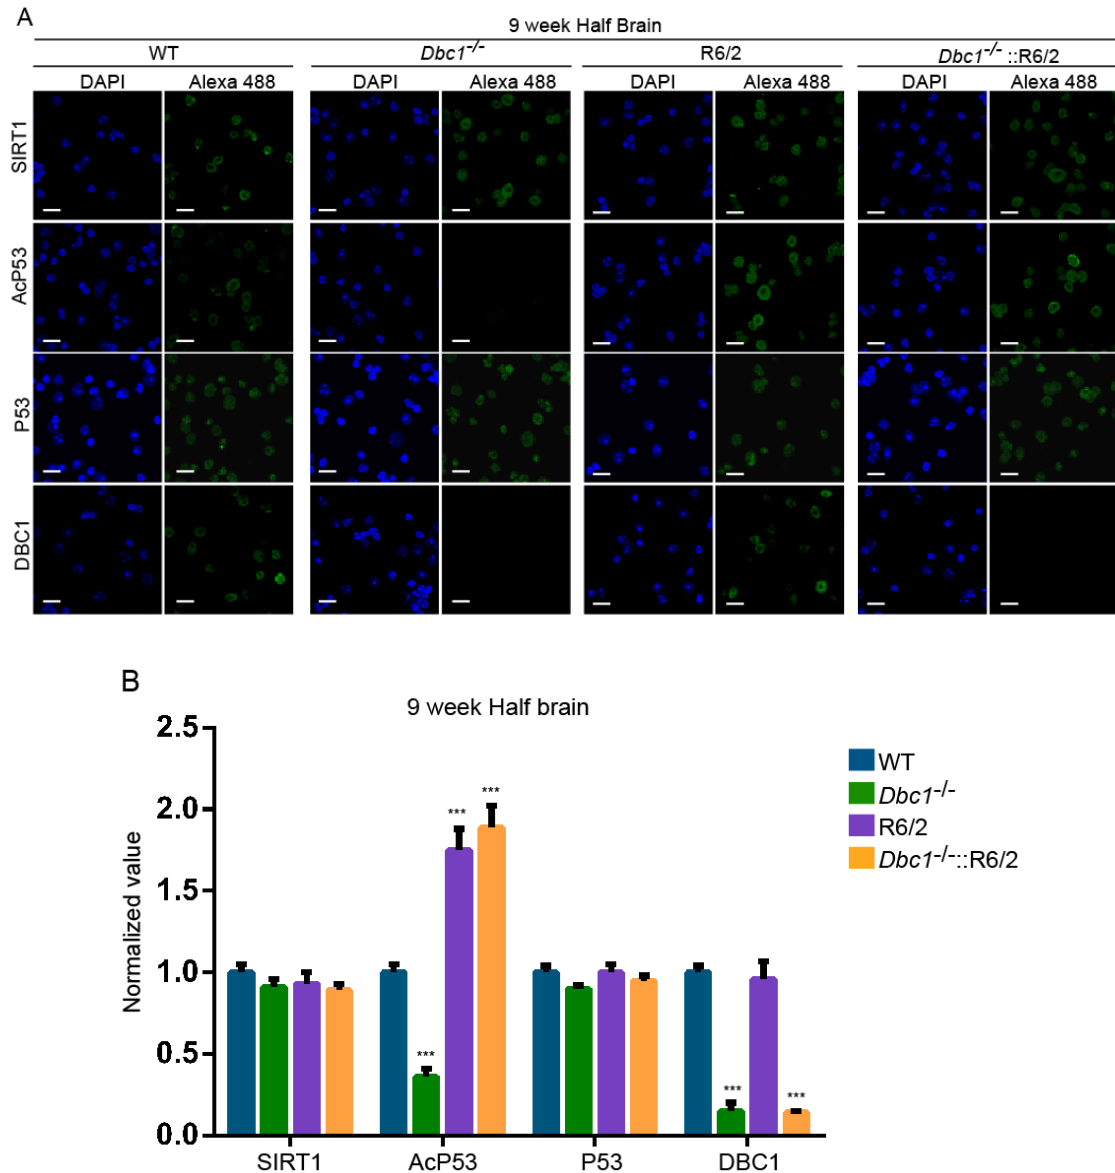 A
9 week Half Brain
WT Dbc1-/- R6/2 Dbc1-/- ::R6/2
DAPI Alexa 488 DAPI Alexa 488 DAPI Alexa 488 DAPI Alexa 488
SIRT1
AcP53
P53
DBC1
B
9 week Half brain
Normalized value
2.5
2.0
1.5
1.0
0.5
0.0
***
***
***
***
***
SIRT1 AcP53 P53 DBC1
WT
Dbc1-/-
R6/2
Dbc1-/-::R6/2